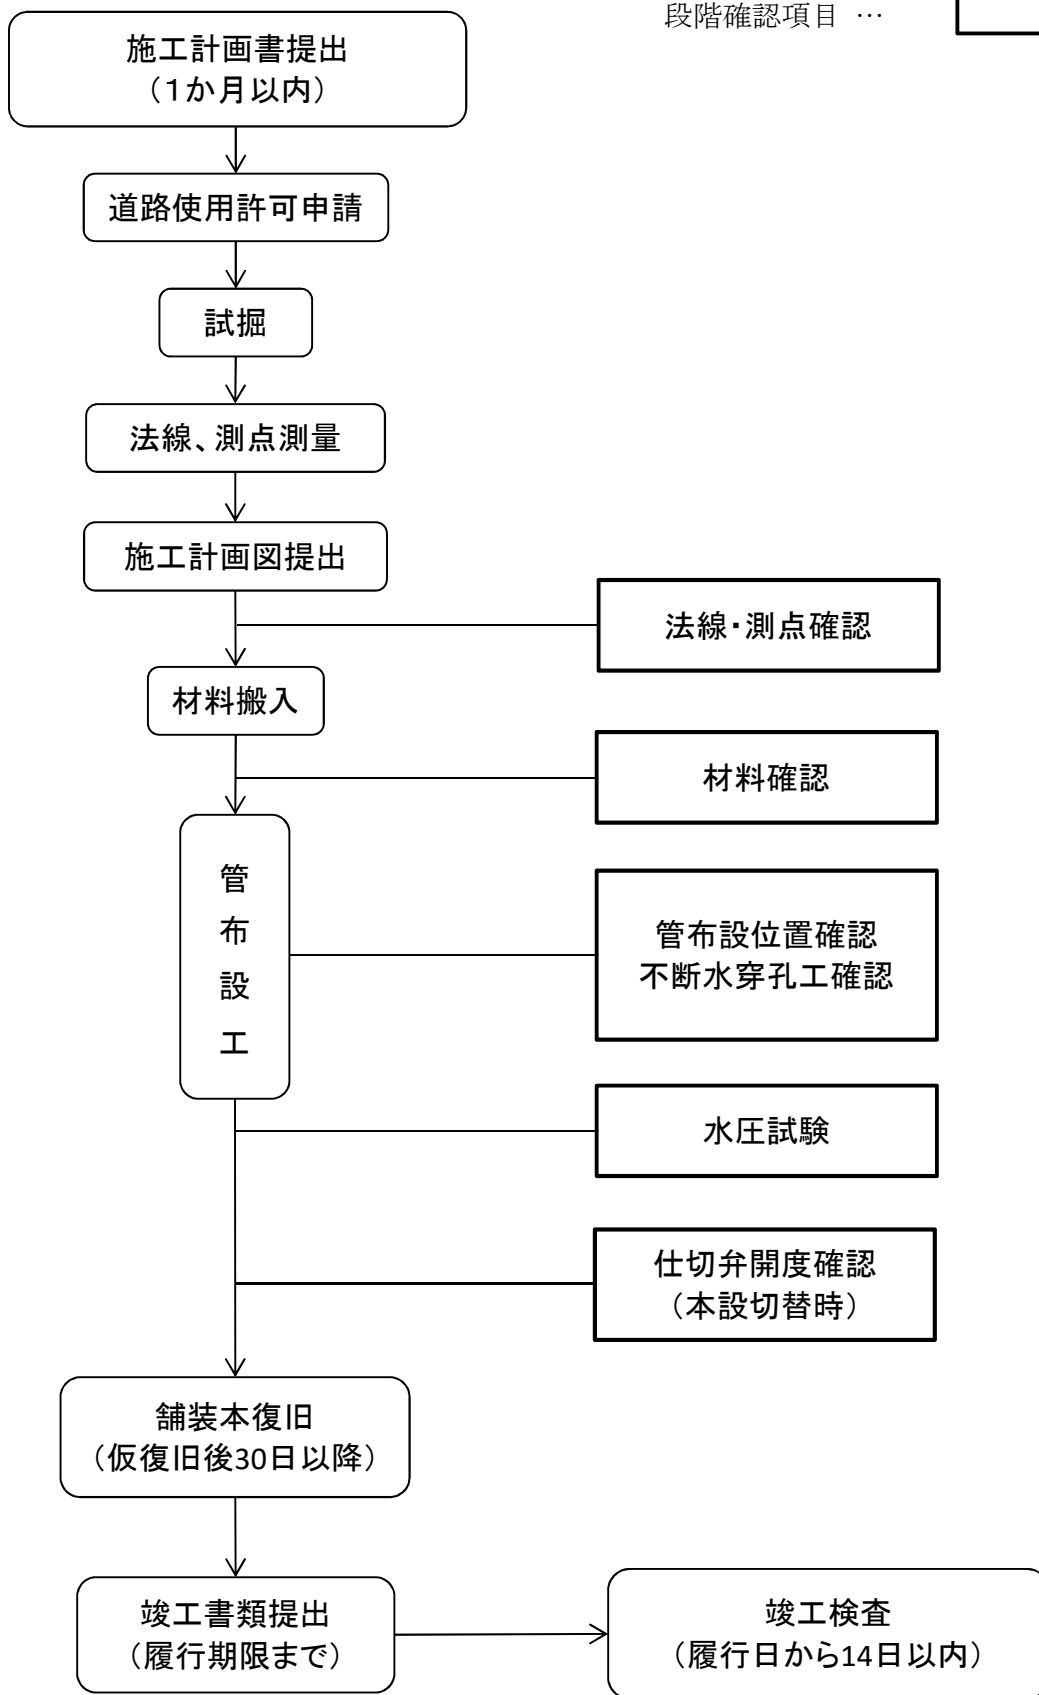 段階確認項目 …
施工計画書提出
（１か月以内）
道路使用許可申請
試掘
法線、測点測量
施工計画図提出
法線・測点確認
材料搬入
材料確認
管
布
設
工
管布設位置確認
不断水穿孔工確認
水圧試験
仕切弁開度確認
（本設切替時）
舗装本復旧
（仮復旧後30日以降）
竣工書類提出
（履行期限まで）
竣工検査
（履行日から14日以内）